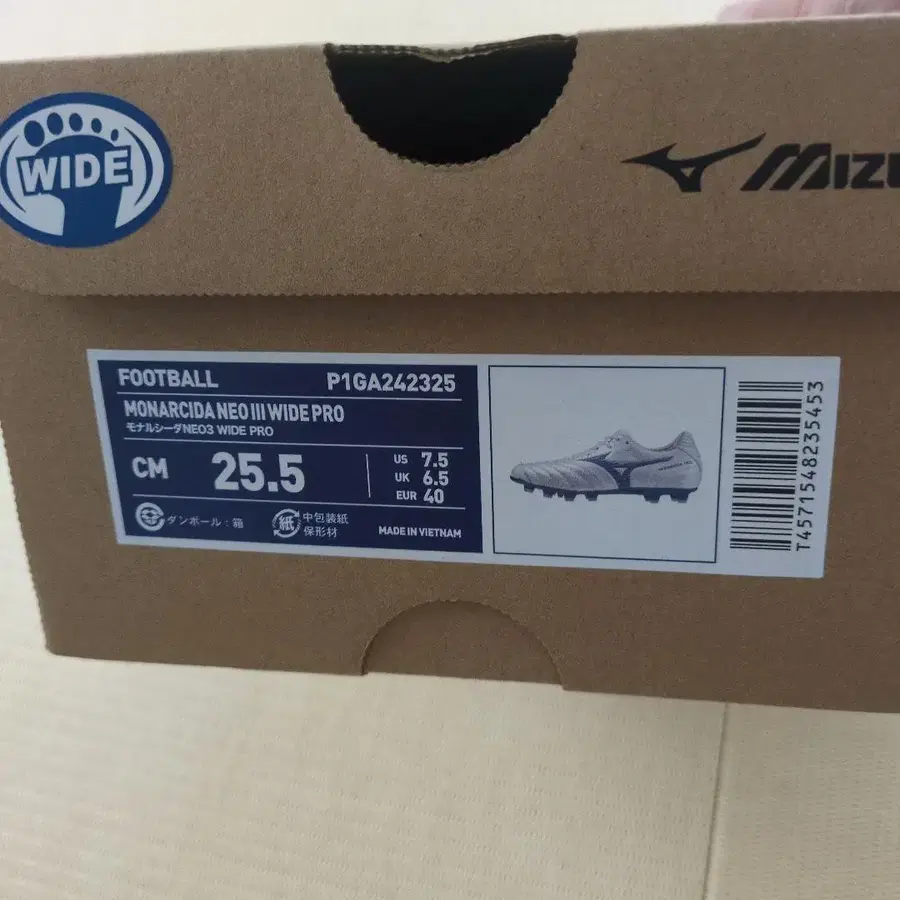 WIDE
MIZU
FOOTBALL P1GA242325
MONARCIDA NEO III WIDE PRO
モナルシーダNEO3 WIDE PRO
CM 25.5
US 7.5
UK 6.5
EUR 40
ダンボール：箱
紙 中包装紙
保形材
MADE IN VIETNAM
T4571548235453